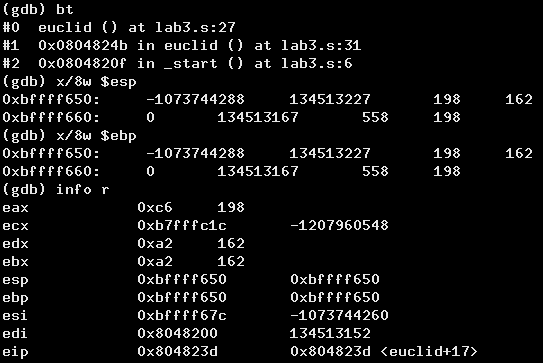 (gdb) bt
#0  euclid () at lab3.s:27
#1  0x0804824b in euclid () at lab3.s:31
#2  0x0804820f in _start () at lab3.s:6
(gdb) x/8w $esp
0xbffff650:     -1073744288     134513227       198     162
0xbffff660:     0       134513167       558     198
(gdb) x/8w $ebp
0xbffff650:     -1073744288     134513227       198     162
0xbffff660:     0       134513167       558     198
(gdb) info r
eax            0xc6     198
ecx            0xb7fffc1c       -1207960548
edx            0xa2     162
ebx            0xa2     162
esp            0xbffff650       0xbffff650
ebp            0xbffff650       0xbffff650
esi            0xbffff67c       -1073744260
edi            0x8048200        134513152
eip            0x804823d        0x804823d <euclid+17>